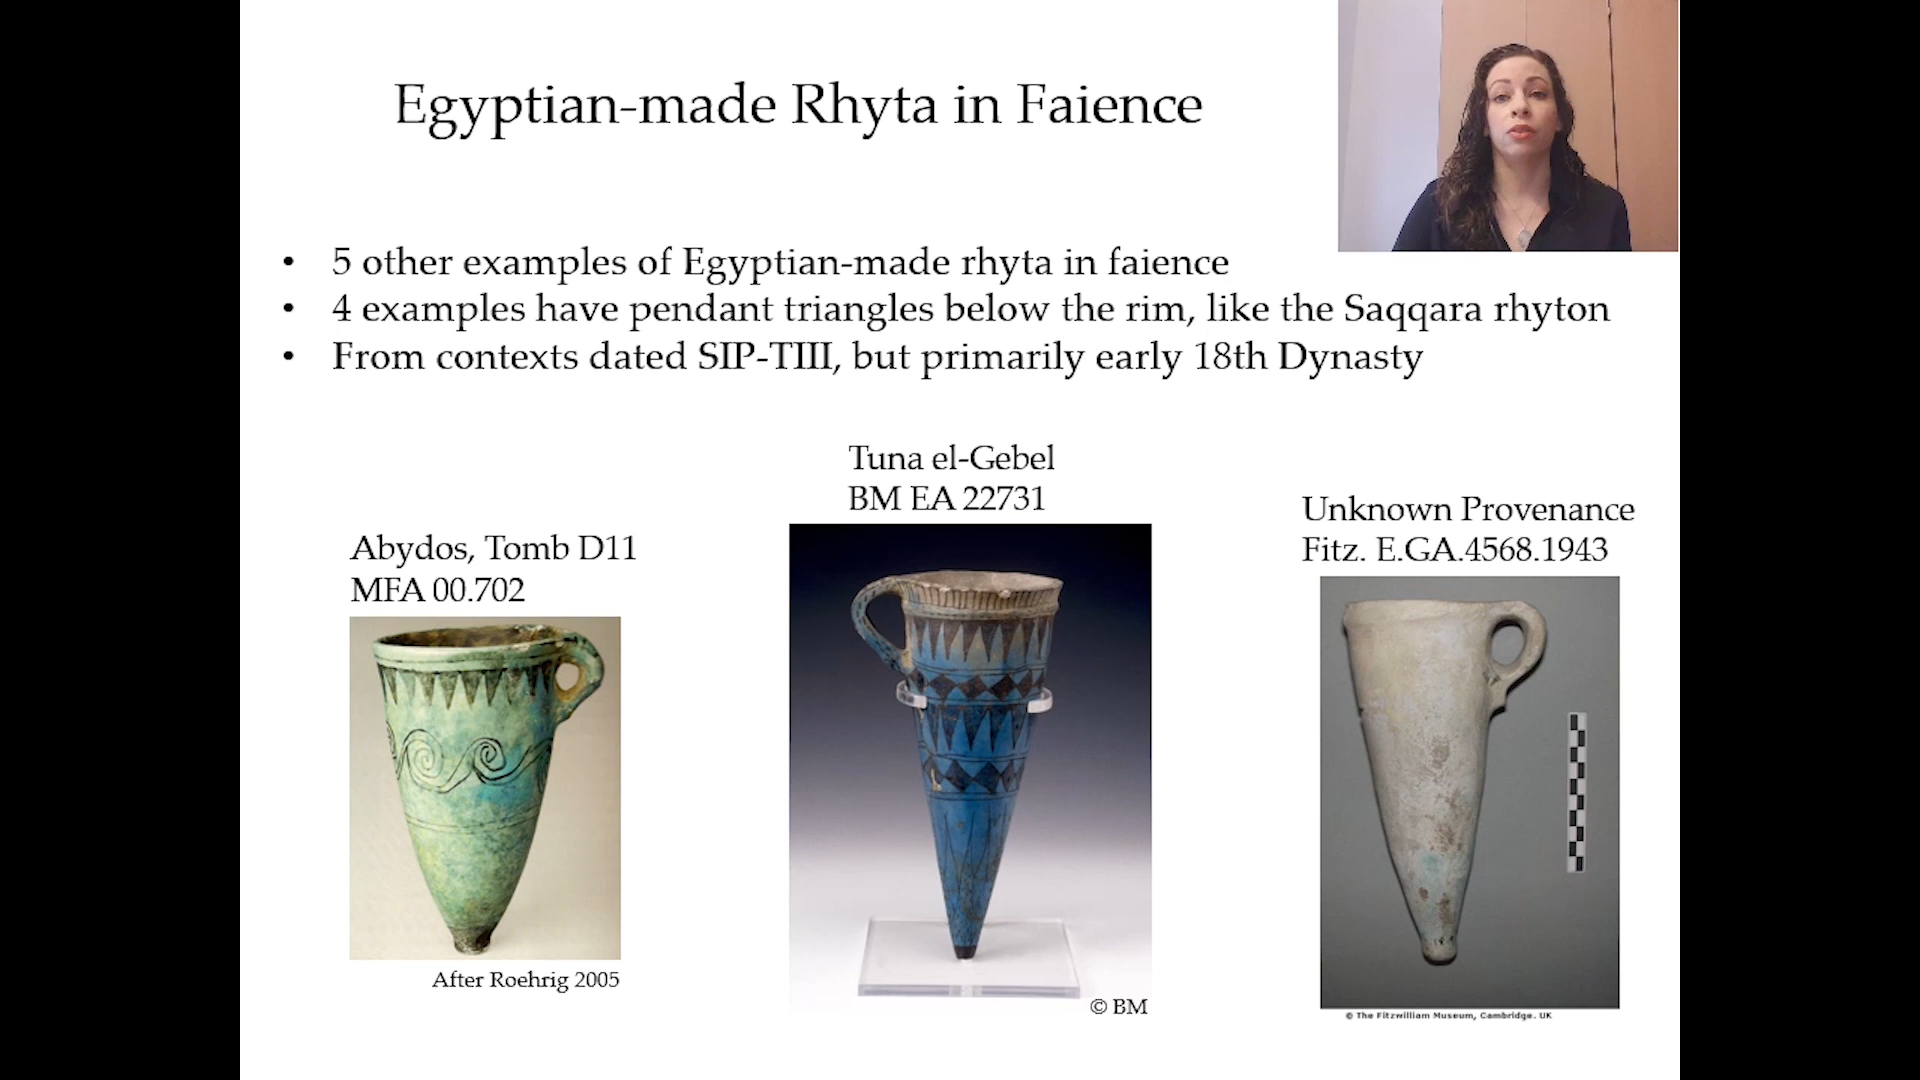 Egyptian-made Rhyta in Faience
• 5 other examples of Egyptian-made rhyta in faience
• 4 examples have pendant triangles below the rim, like the Saqqara rhyton
• From contexts dated SIP-TIII, but primarily early 18th Dynasty
Abydos, Tomb D11
MFA 00.702
After Roehrig 2005
Tuna el-Gebel
BM EA 22731
© BM
Unknown Provenance
Fitz. E.GA.4568.1943
© The Fitzwilliam Museum, Cambridge. UK